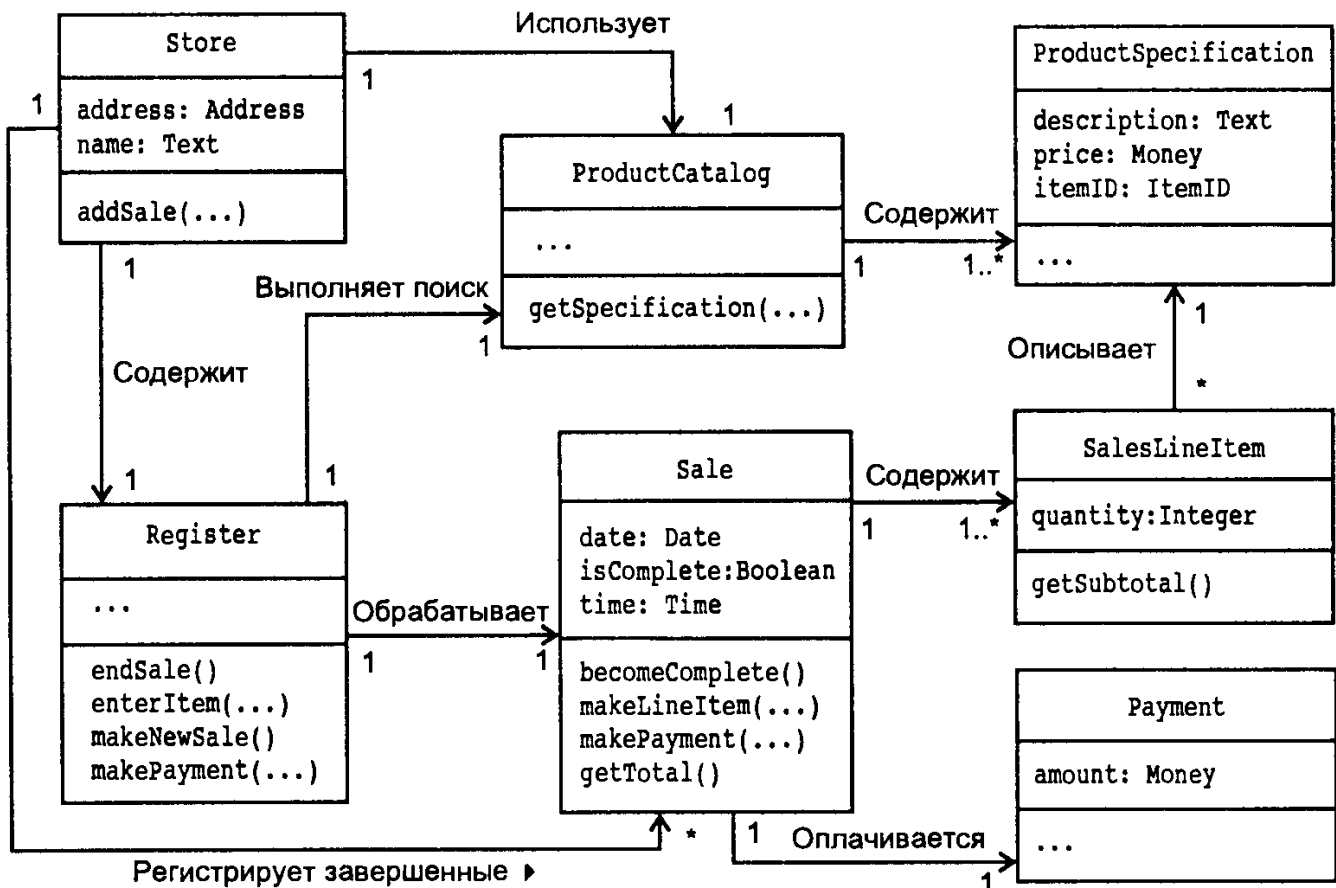 Store
address: Address
name: Text
addSale(...)
1
1
1
Использует
1
ProductCatalog
...
getSpecification(...)
Содержит
1
1..*
ProductSpecification
description: Text
price: Money
itemID: ItemID
...
1
Описывает
*
Выполняет поиск
1
1
Содержит
1
Register
...
endSale()
enterItem(...)
makeNewSale()
makePayment(...)
Обрабатывает
1
1
Sale
date: Date
isComplete:Boolean
time: Time
becomeComplete()
makeLineItem(...)
makePayment(...)
getTotal()
Содержит
1
1..*
SalesLineItem
quantity:Integer
getSubtotal()
Payment
amount: Money
...
*
1
Оплачивается
1
Регистрирует завершенные